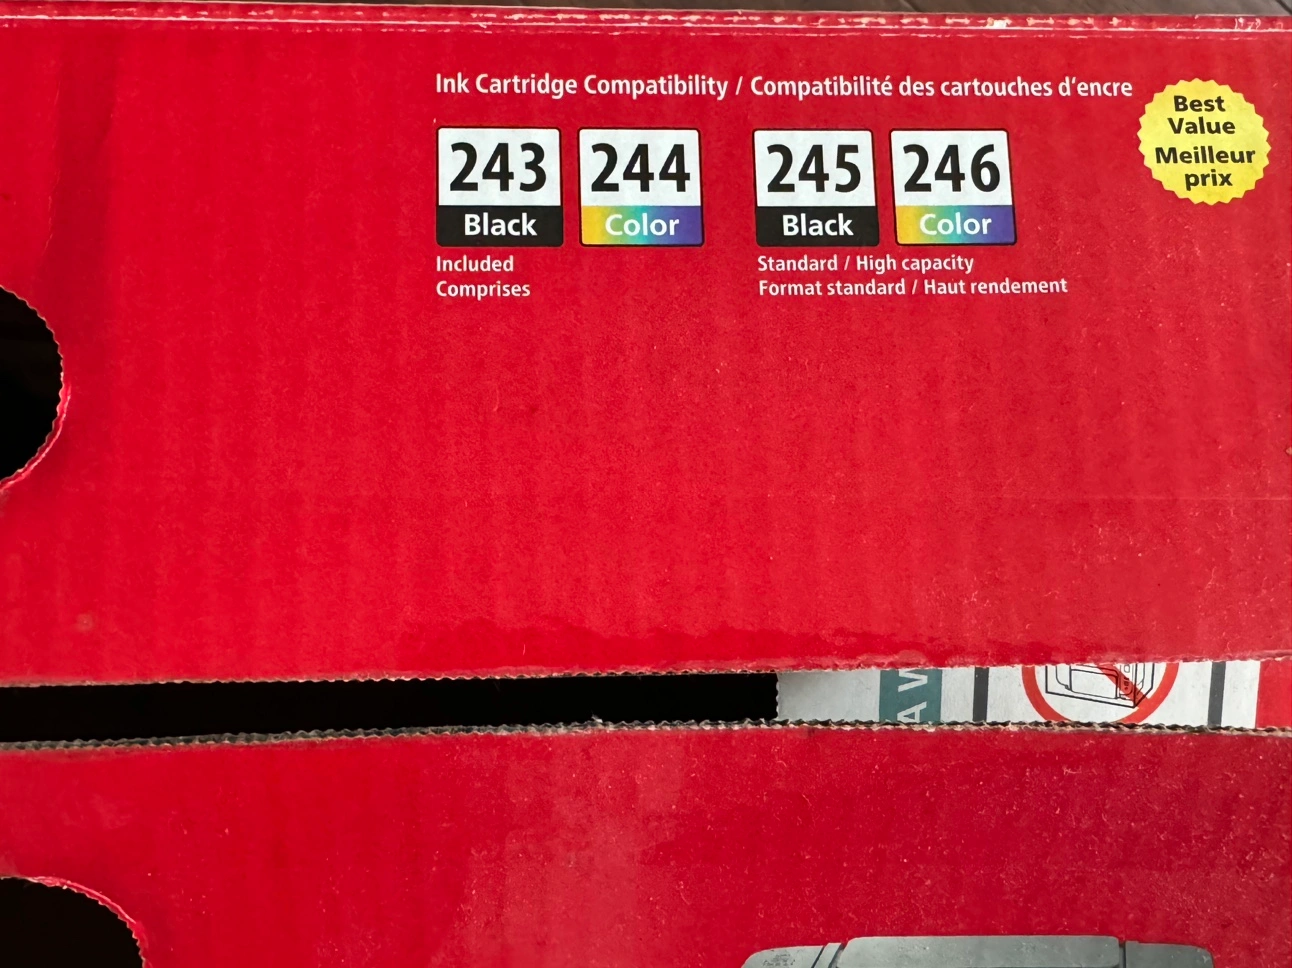 Ink Cartridge Compatibility / Compatibilité des cartouches d'encre
Best
Value
Meilleur
prix
243
Black
244
Color
245
Black
246
Color
Included
Comprises
Standard / High capacity
Format standard / Haut rendement